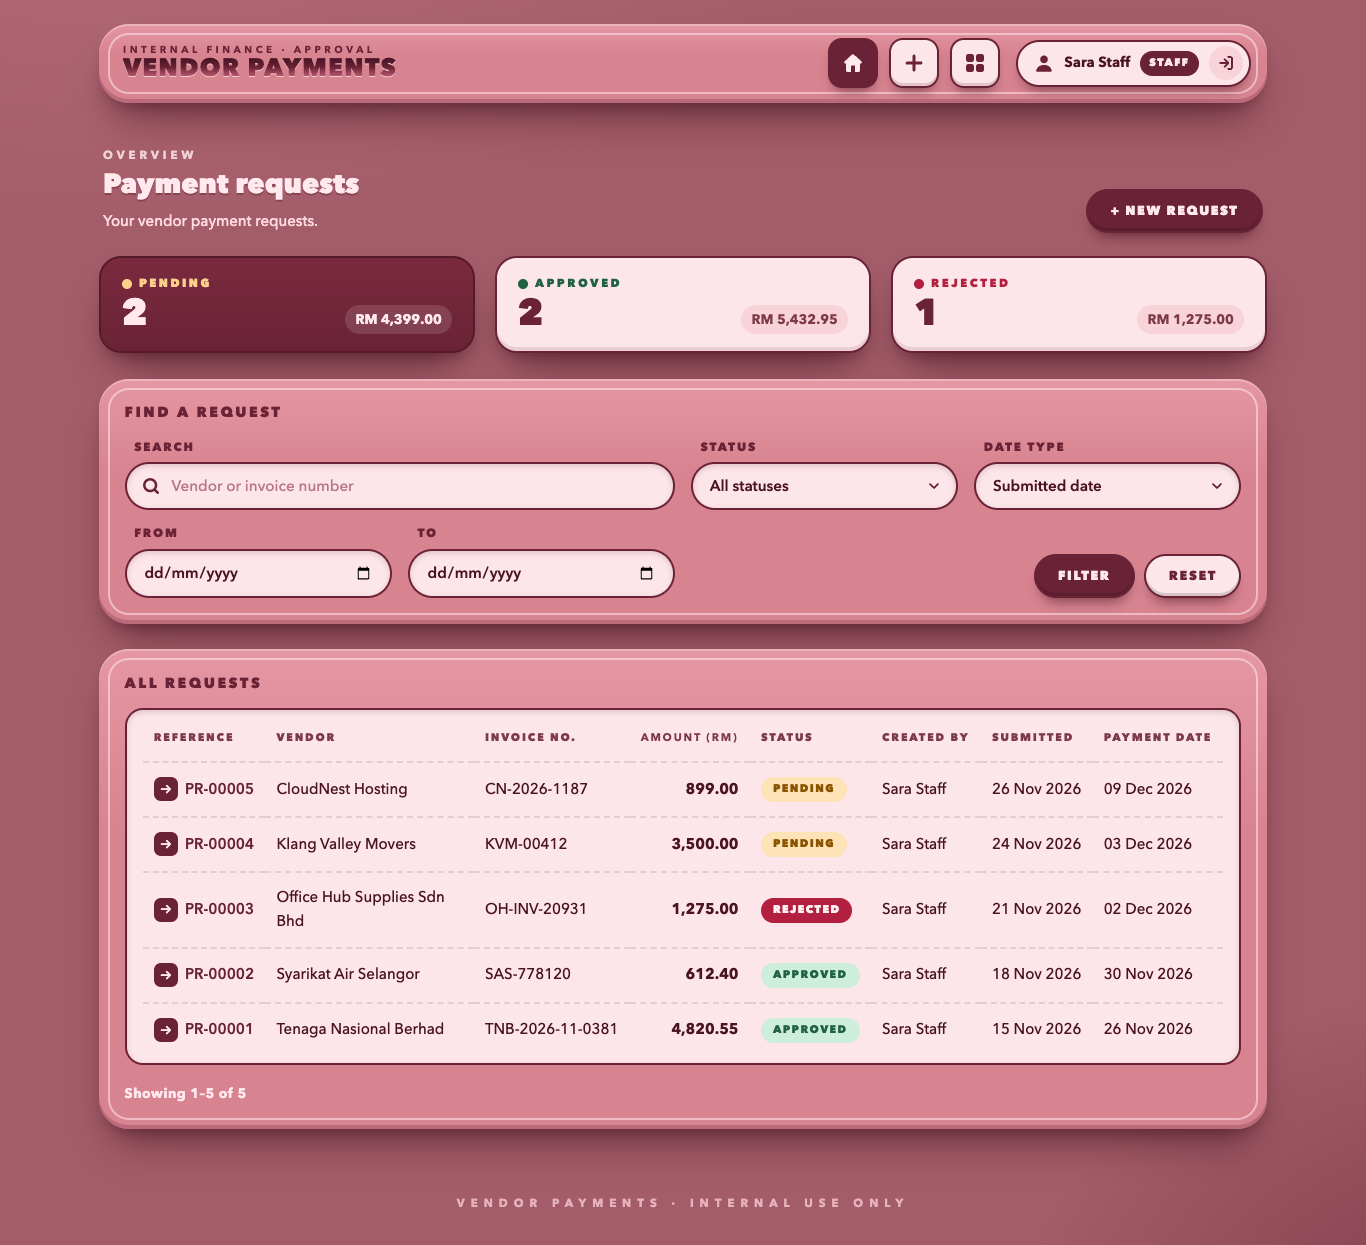 INTERNAL FINANCE · APPROVAL
VENDOR PAYMENTS
Sara Staff STAFF
OVERVIEW
Payment requests
Your vendor payment requests.
+ NEW REQUEST
PENDING
2
RM 4,399.00
APPROVED
2
RM 5,432.95
REJECTED
1
RM 1,275.00
FIND A REQUEST
SEARCH STATUS DATE TYPE
Vendor or invoice number All statuses Submitted date
FROM TO
dd/mm/yyyy dd/mm/yyyy
FILTER RESET
ALL REQUESTS
REFERENCE VENDOR INVOICE NO. AMOUNT (RM) STATUS CREATED BY SUBMITTED PAYMENT DATE
PR-00005 CloudNest Hosting CN-2026-1187 899.00 PENDING Sara Staff 26 Nov 2026 09 Dec 2026
PR-00004 Klang Valley Movers KVM-00412 3,500.00 PENDING Sara Staff 24 Nov 2026 03 Dec 2026
PR-00003 Office Hub Supplies Sdn Bhd OH-INV-20931 1,275.00 REJECTED Sara Staff 21 Nov 2026 02 Dec 2026
PR-00002 Syarikat Air Selangor SAS-778120 612.40 APPROVED Sara Staff 18 Nov 2026 30 Nov 2026
PR-00001 Tenaga Nasional Berhad TNB-2026-11-0381 4,820.55 APPROVED Sara Staff 15 Nov 2026 26 Nov 2026
Showing 1–5 of 5
VENDOR PAYMENTS · INTERNAL USE ONLY